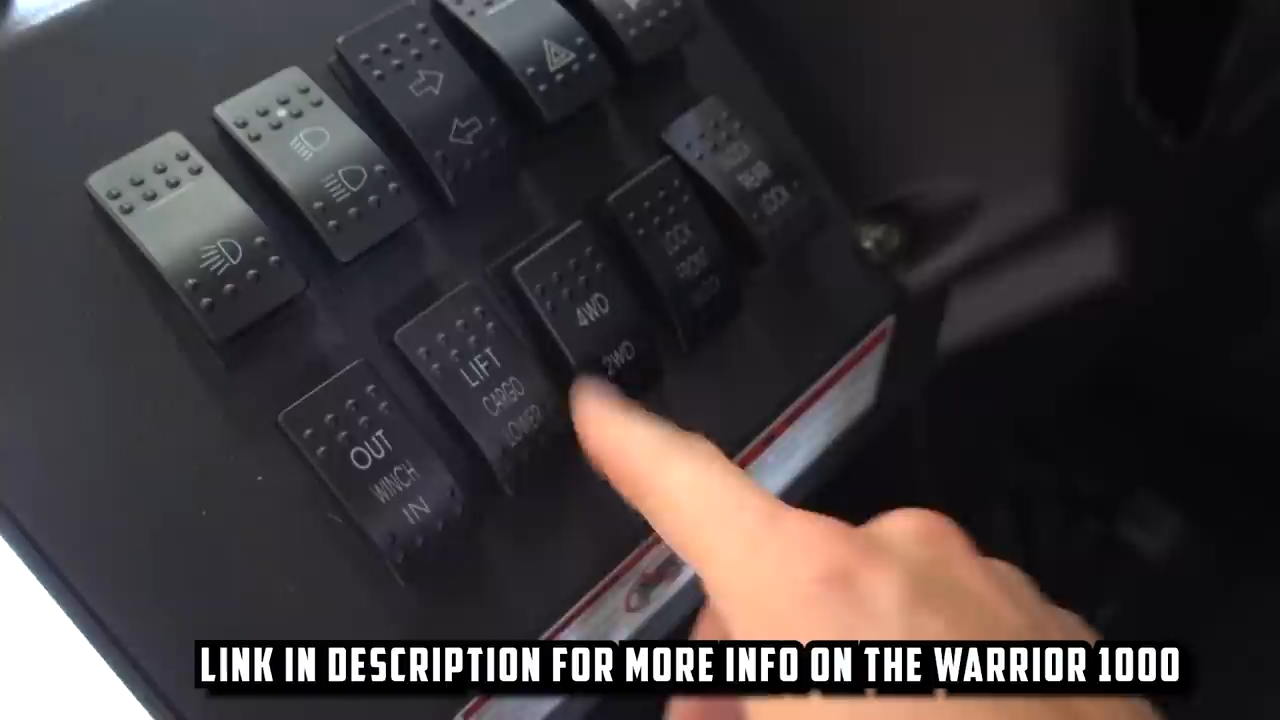 OUT
WINCH
IN
LIFT
CARGO
LOWER
4WD
2WD
LOCK
FRONT
REAR
LOCK
LINK IN DESCRIPTION FOR MORE INFO ON THE WARRIOR 1000